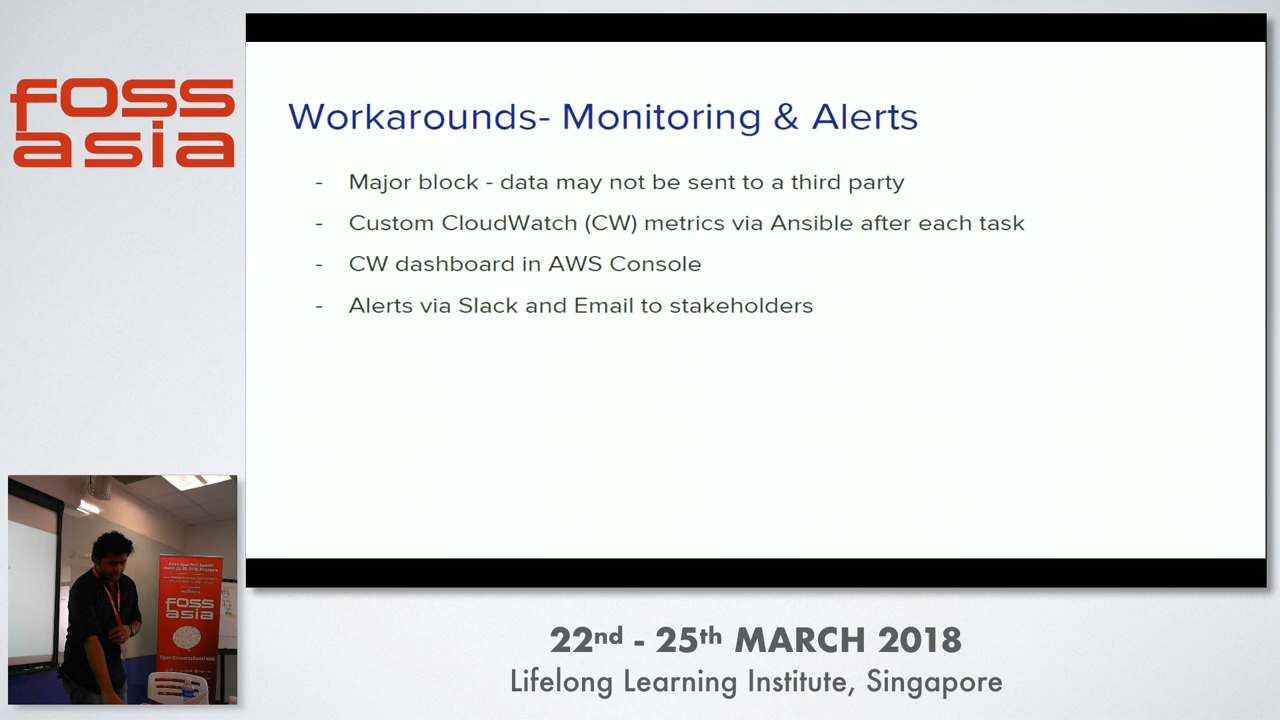 foss
asia
Workarounds- Monitoring & Alerts
- Major block - data may not be sent to a third party
- Custom CloudWatch (CW) metrics via Ansible after each task
- CW dashboard in AWS Console
- Alerts via Slack and Email to stakeholders
foss
asia
22nd - 25th MARCH 2018
Lifelong Learning Institute, Singapore